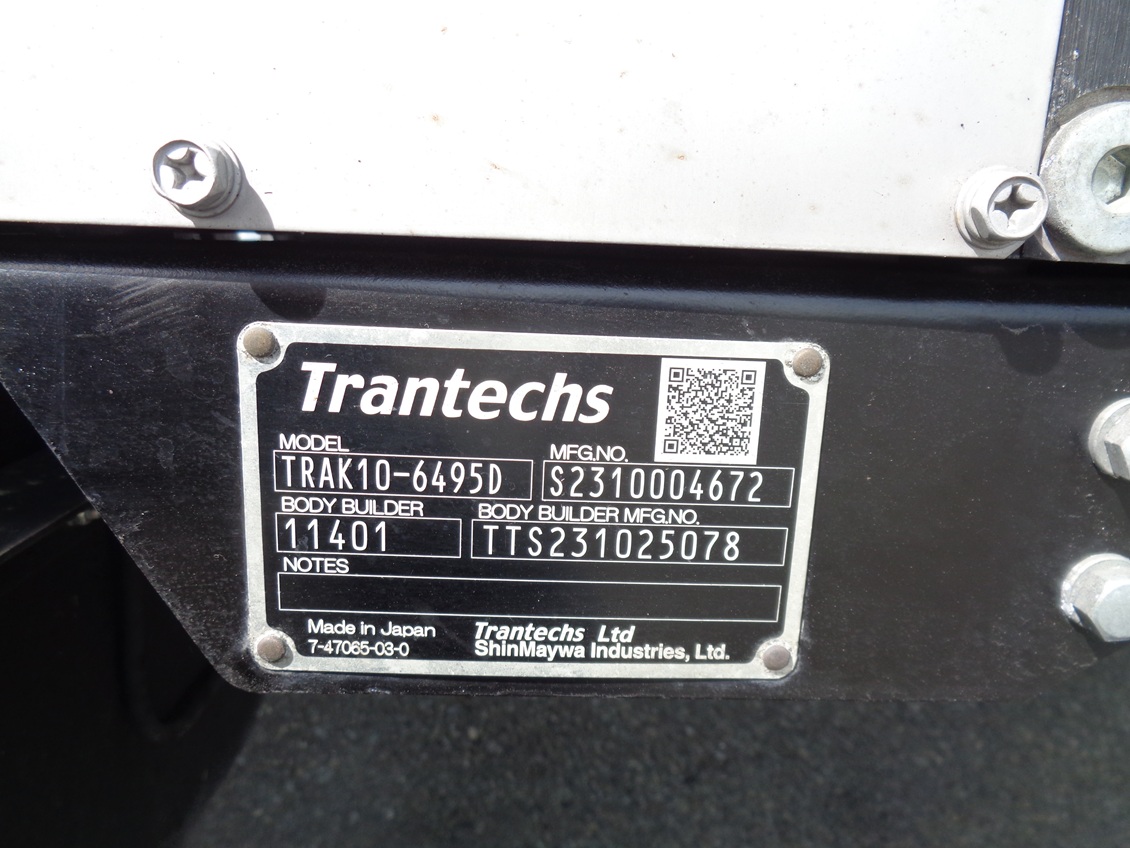 Trantechs
MODEL MFG.NO.
TRAK10-6495D S2310004672
BODY BUILDER BODY BUILDER MFG.NO.
11401 TTS231025078
NOTES
Made in Japan Trantechs Ltd
7-47065-03-0 ShinMaywa Industries, Ltd.